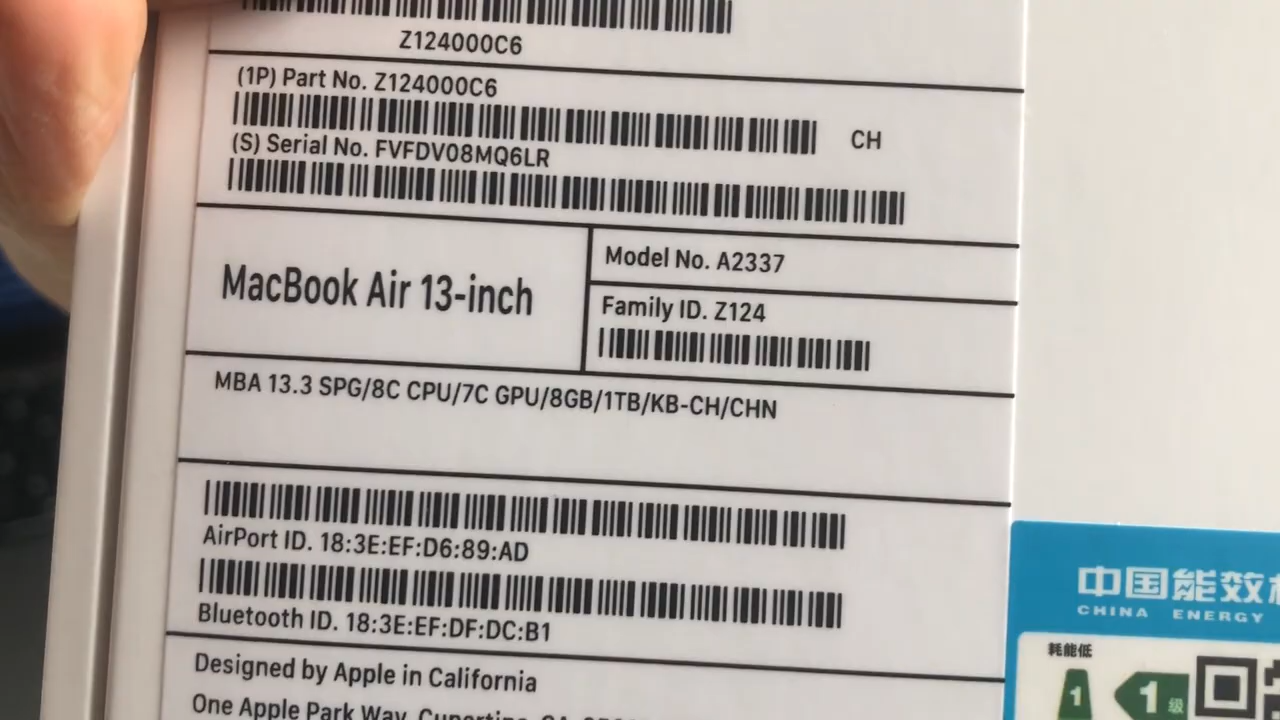 Z124000C6
(1P) Part No. Z124000C6
CH
(S) Serial No. FVFDV08MQ6LR
MacBook Air 13-inch
Model No. A2337
Family ID. Z124
MBA 13.3 SPG/8C CPU/7C GPU/8GB/1TB/KB-CH/CHN
AirPort ID. 18:3E:EF:D6:89:AD
Bluetooth ID. 18:3E:EF:DF:DC:B1
Designed by Apple in California
One Apple Park Way, Cupertino, CA
中国能效
CHINA ENERGY
耗能低
1
1级